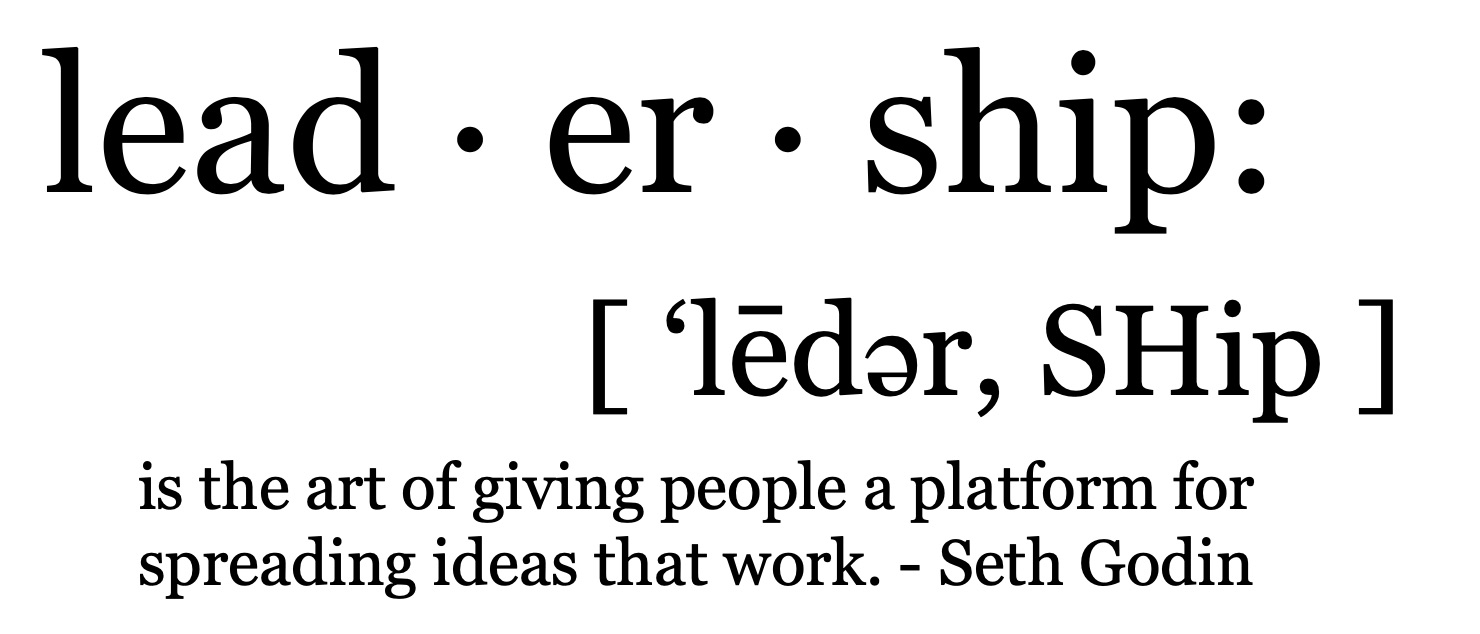 lead · er · ship:
[ ‘lēdər, SHip ]
is the art of giving people a platform for
spreading ideas that work. - Seth Godin